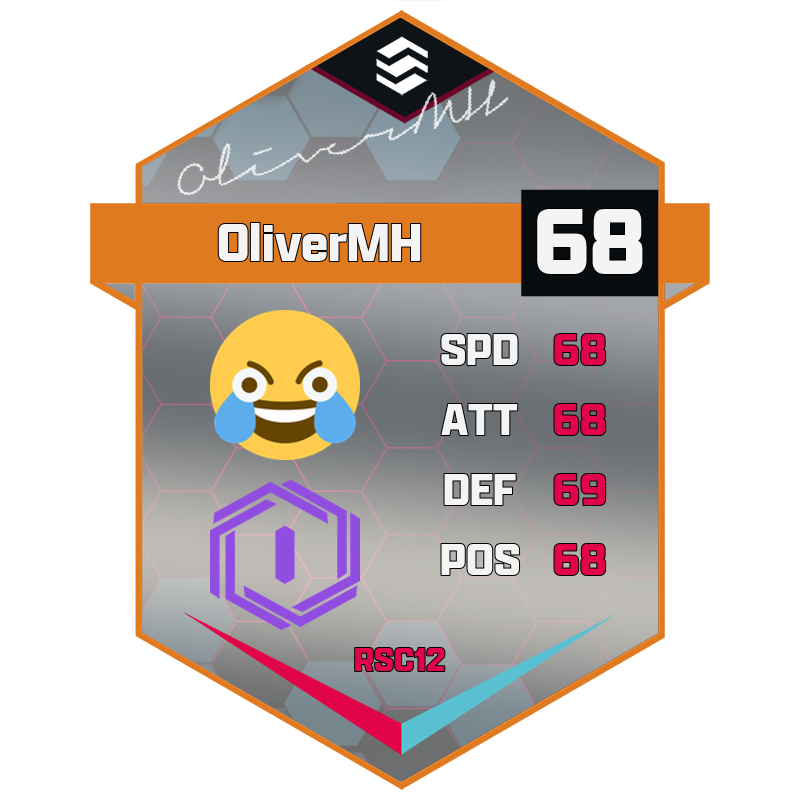 OliverMH
OliverMH 68
SPD 68
ATT 68
DEF 69
POS 68
RSC12